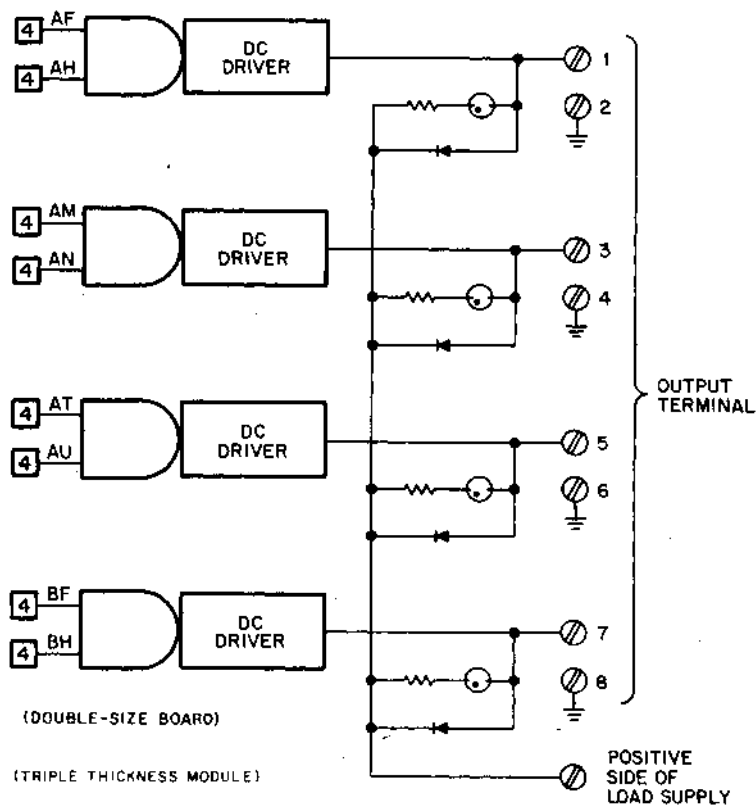 4 AF
4 AH
DC DRIVER
1
2
4 AM
4 AN
DC DRIVER
3
4
4 AT
4 AU
DC DRIVER
5
6
4 BF
4 BH
DC DRIVER
7
8
OUTPUT
TERMINAL
(DOUBLE-SIZE BOARD)
(TRIPLE THICKNESS MODULE)
POSITIVE
SIDE OF
LOAD SUPPLY